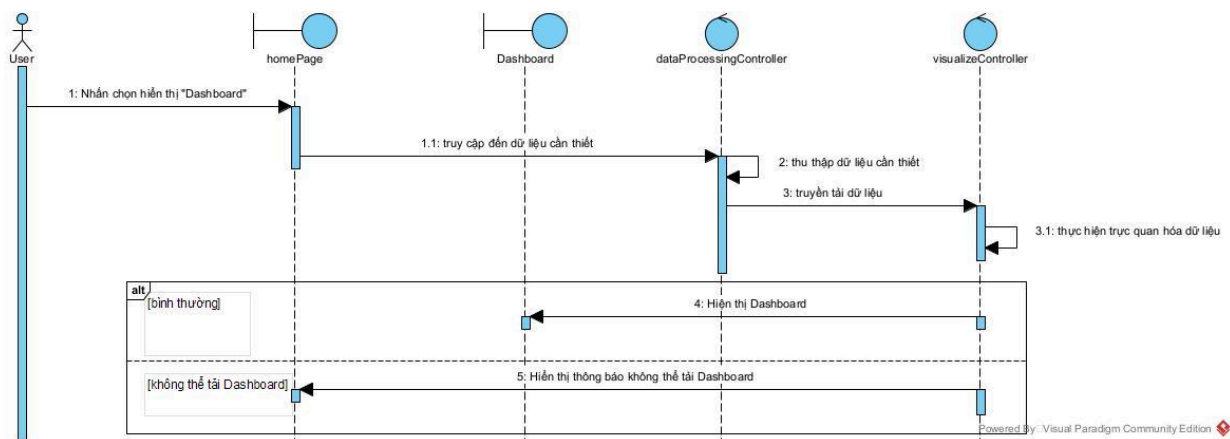 User
homePage
Dashboard
dataProcessingController
visualizeController
1: Nhấn chọn hiển thị "Dashboard"
1.1: truy cập đến dữ liệu cần thiết
2: thu thập dữ liệu cần thiết
3: truyền tải dữ liệu
3.1: thực hiện trực quan hóa dữ liệu
alt
[bình thường]
4: Hiện thị Dashboard
[không thể tải Dashboard]
5: Hiển thị thông báo không thể tải Dashboard
Powered By Visual Paradigm Community Edition